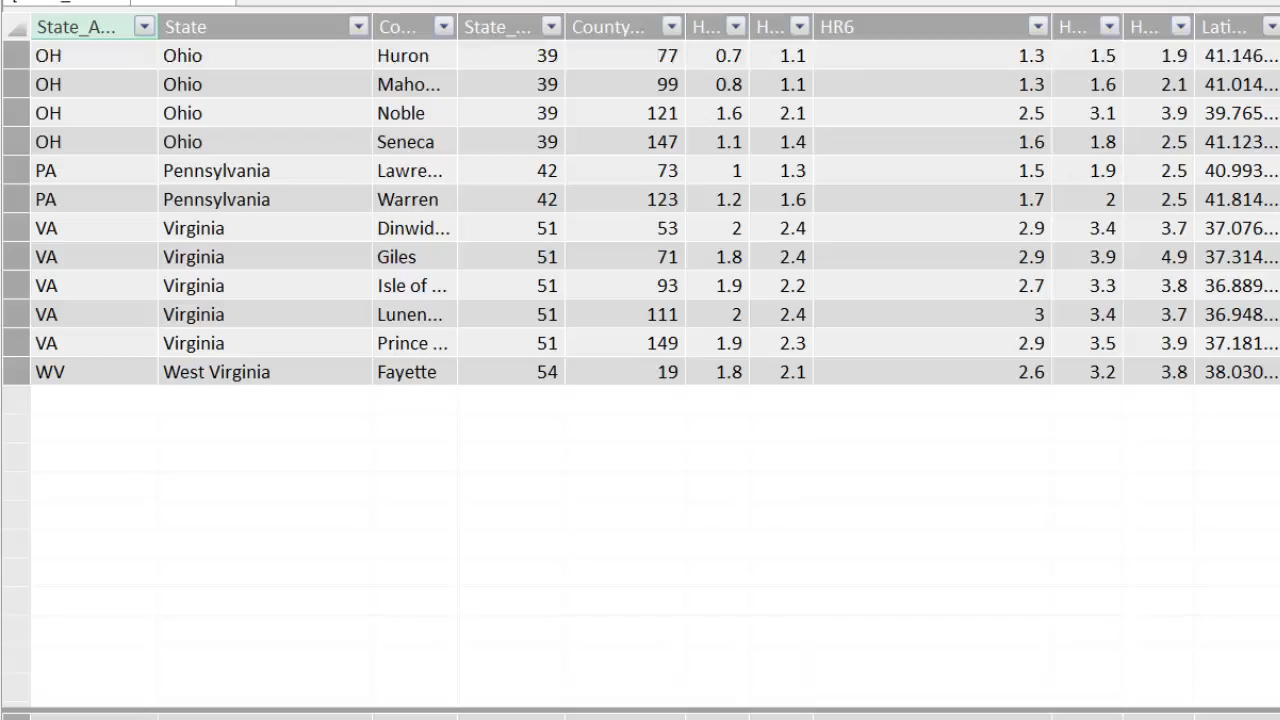 State_A... State Co... State_... County... H... H... HR6 H... H... Lati...
OH Ohio Huron 39 77 0.7 1.1 1.3 1.5 1.9 41.146...
OH Ohio Maho... 39 99 0.8 1.1 1.3 1.6 2.1 41.014...
OH Ohio Noble 39 121 1.6 2.1 2.5 3.1 3.9 39.765...
OH Ohio Seneca 39 147 1.1 1.4 1.6 1.8 2.5 41.123...
PA Pennsylvania Lawre... 42 73 1 1.3 1.5 1.9 2.5 40.993...
PA Pennsylvania Warren 42 123 1.2 1.6 1.7 2 2.5 41.814...
VA Virginia Dinwid... 51 53 2 2.4 2.9 3.4 3.7 37.076...
VA Virginia Giles 51 71 1.8 2.4 2.9 3.9 4.9 37.314...
VA Virginia Isle of ... 51 93 1.9 2.2 2.7 3.3 3.8 36.889...
VA Virginia Lunen... 51 111 2 2.4 3 3.4 3.7 36.948...
VA Virginia Prince ... 51 149 1.9 2.3 2.9 3.5 3.9 37.181...
WV West Virginia Fayette 54 19 1.8 2.1 2.6 3.2 3.8 38.030...